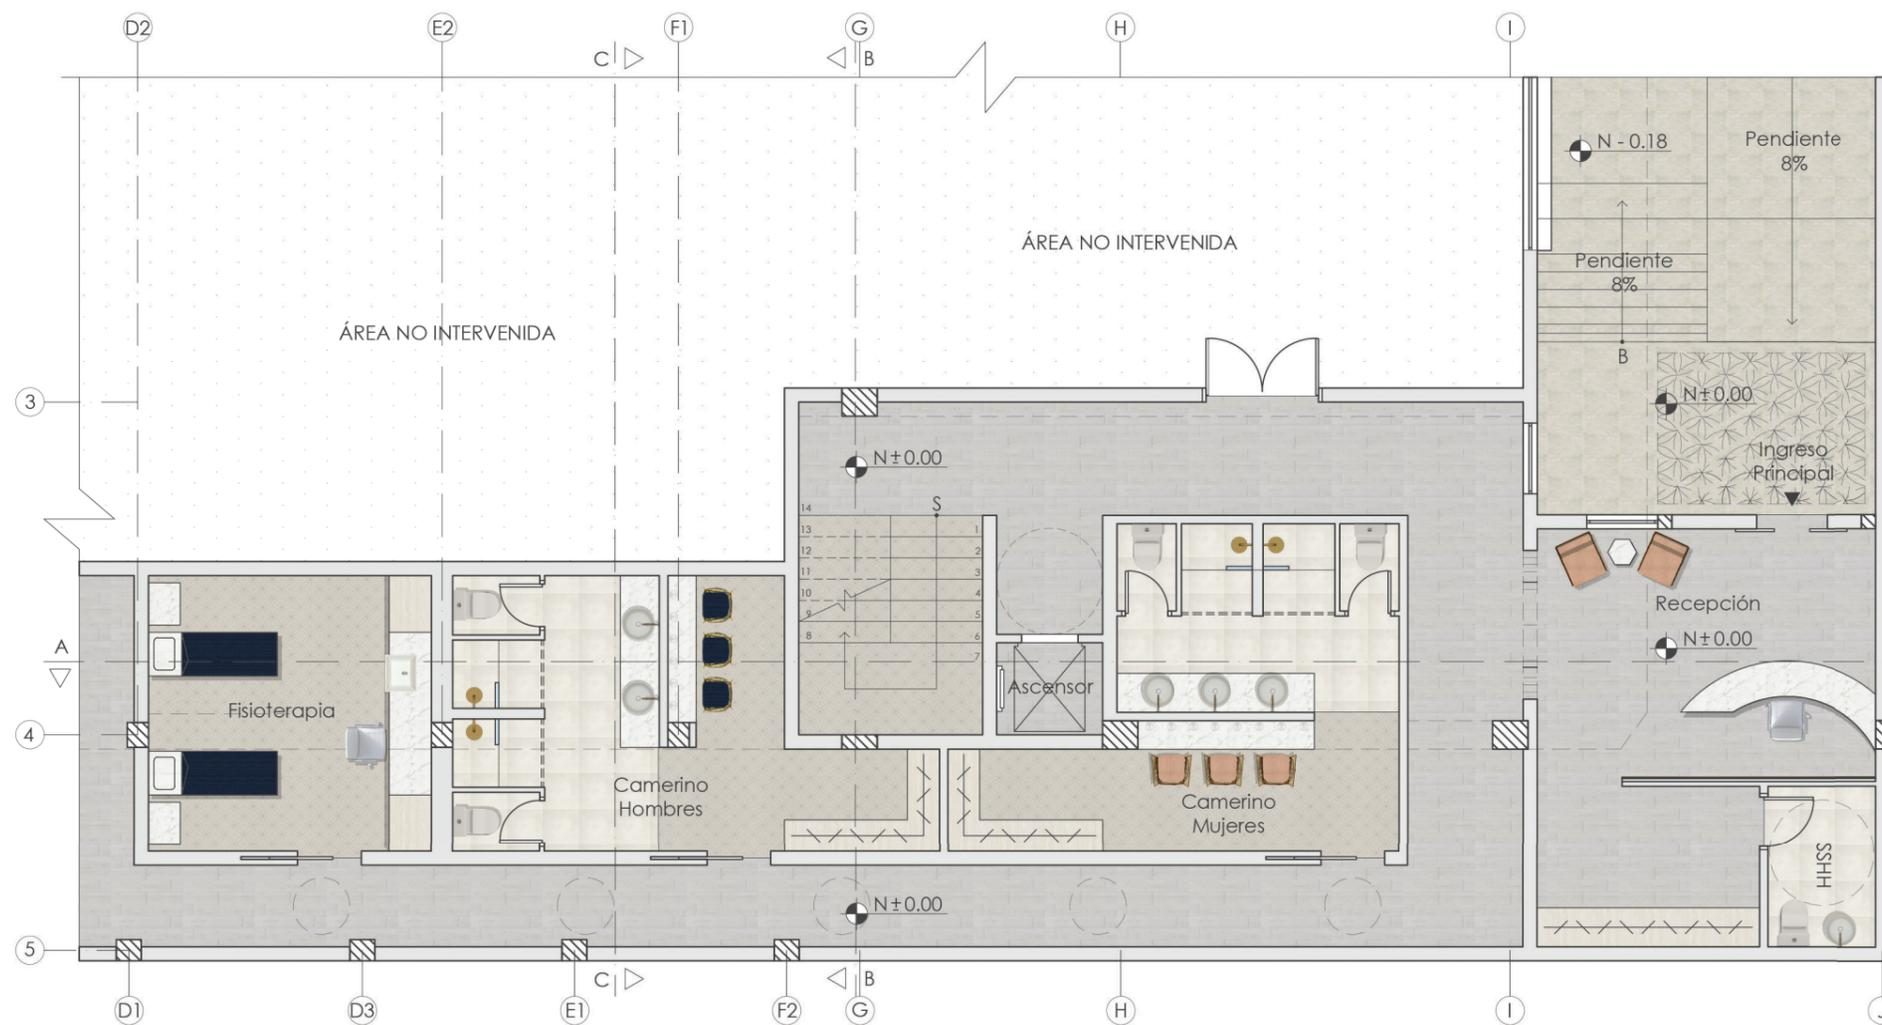 D2
E2
F1
G
H
I
C
B
N - 0.18
Pendiente
8%
ÁREA NO INTERVENIDA
Pendiente
8%
ÁREA NO INTERVENIDA
B
3
N±0.00
N±0.00
Ingreso
Principal
S
14
13
12
11
10
9
8
1
2
3
4
5
6
7
Recepción
N±0.00
A
Ascensor
Fisioterapia
4
Camerino
Hombres
Camerino
Mujeres
HHSS
N±0.00
5
C
B
D1
D3
E1
F2
G
H
I
J